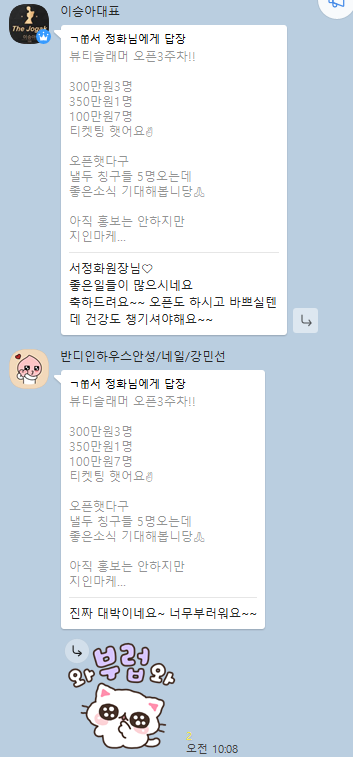 이승아대표
The Jogak
이승아
ㄱ서 정화님에게 답장
뷰티슬래머 오픈3주차!!
300만원3명
350만원1명
100만원7명
티켓팅 햇어요✌
오픈햇다구
낼두 칭구들 5명오는데
좋은소식 기대해봅니당🙏
아직 홍보는 안하지만
지인마케...
서정화원장님♡
좋은일들이 많으시네요
축하드려요~~ 오픈도 하시고 바쁘실텐
데 건강도 챙기셔야해요~~
반디인하우스안성/네일/강민선
ㄱ서 정화님에게 답장
뷰티슬래머 오픈3주차!!
300만원3명
350만원1명
100만원7명
티켓팅 햇어요✌
오픈햇다구
낼두 칭구들 5명오는데
좋은소식 기대해봅니당🙏
아직 홍보는 안하지만
지인마케...
진짜 대박이네요~ 너무부러워요~~
와 부럽 와
2
오전 10:08